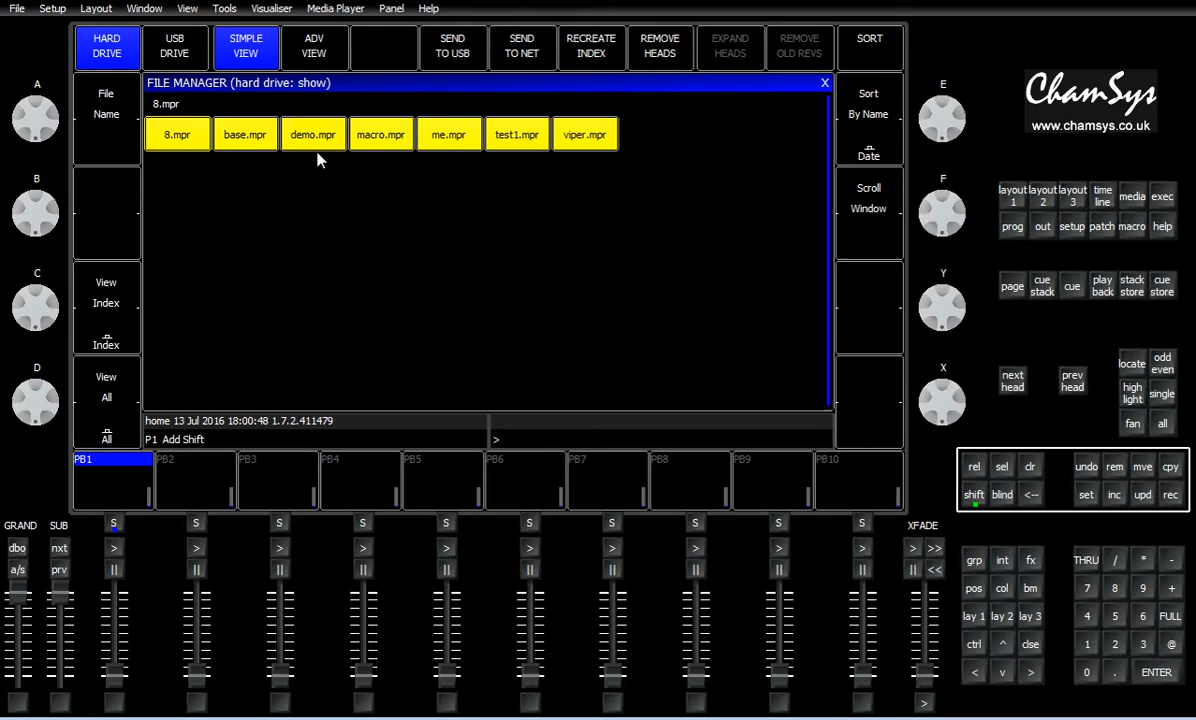 File Setup Layout Window View Tools Visualiser Media Player Panel Help
HARD DRIVE
USB DRIVE
SIMPLE VIEW
ADV VIEW
SEND TO USB
SEND TO NET
RECREATE INDEX
REMOVE HEADS
EXPAND HEADS
REMOVE OLD REVS
SORT
FILE MANAGER (hard drive: show) X
8.mpr
8.mpr base.mpr demo.mpr macro.mpr me.mpr test1.mpr viper.mpr
A
File
Name
B
C
View
Index
Index
D
View
All
All
Sort
By Name
Date
Scroll
Window
E
F
Y
X
home 13 Jul 2016 18:00:48 1.7.2.411479
P1 Add Shift >
PB1 PB2 PB3 PB4 PB5 PB6 PB7 PB8 PB9 PB10
ChamSys
www.chamsys.co.uk
layout 1 layout 2 layout 3 time line media exec
prog out setup patch macro help
page cue stack cue play back stack store cue store
next head prev head
locate odd even
high light single
fan all
rel sel clr undo rem mve cpy
shift blind <-- set inc upd rec
GRAND SUB S S S S S S S S S S XFADE
dbo nxt > > > > > > > > > > > >>
a/s prv || || || || || || || || || || || <<
grp int fx THRU / * -
pos col bm 7 8 9 +
lay 1 lay 2 lay 3 4 5 6 FULL
ctrl ^ clse 1 2 3 @
< v > 0 . ENTER
>